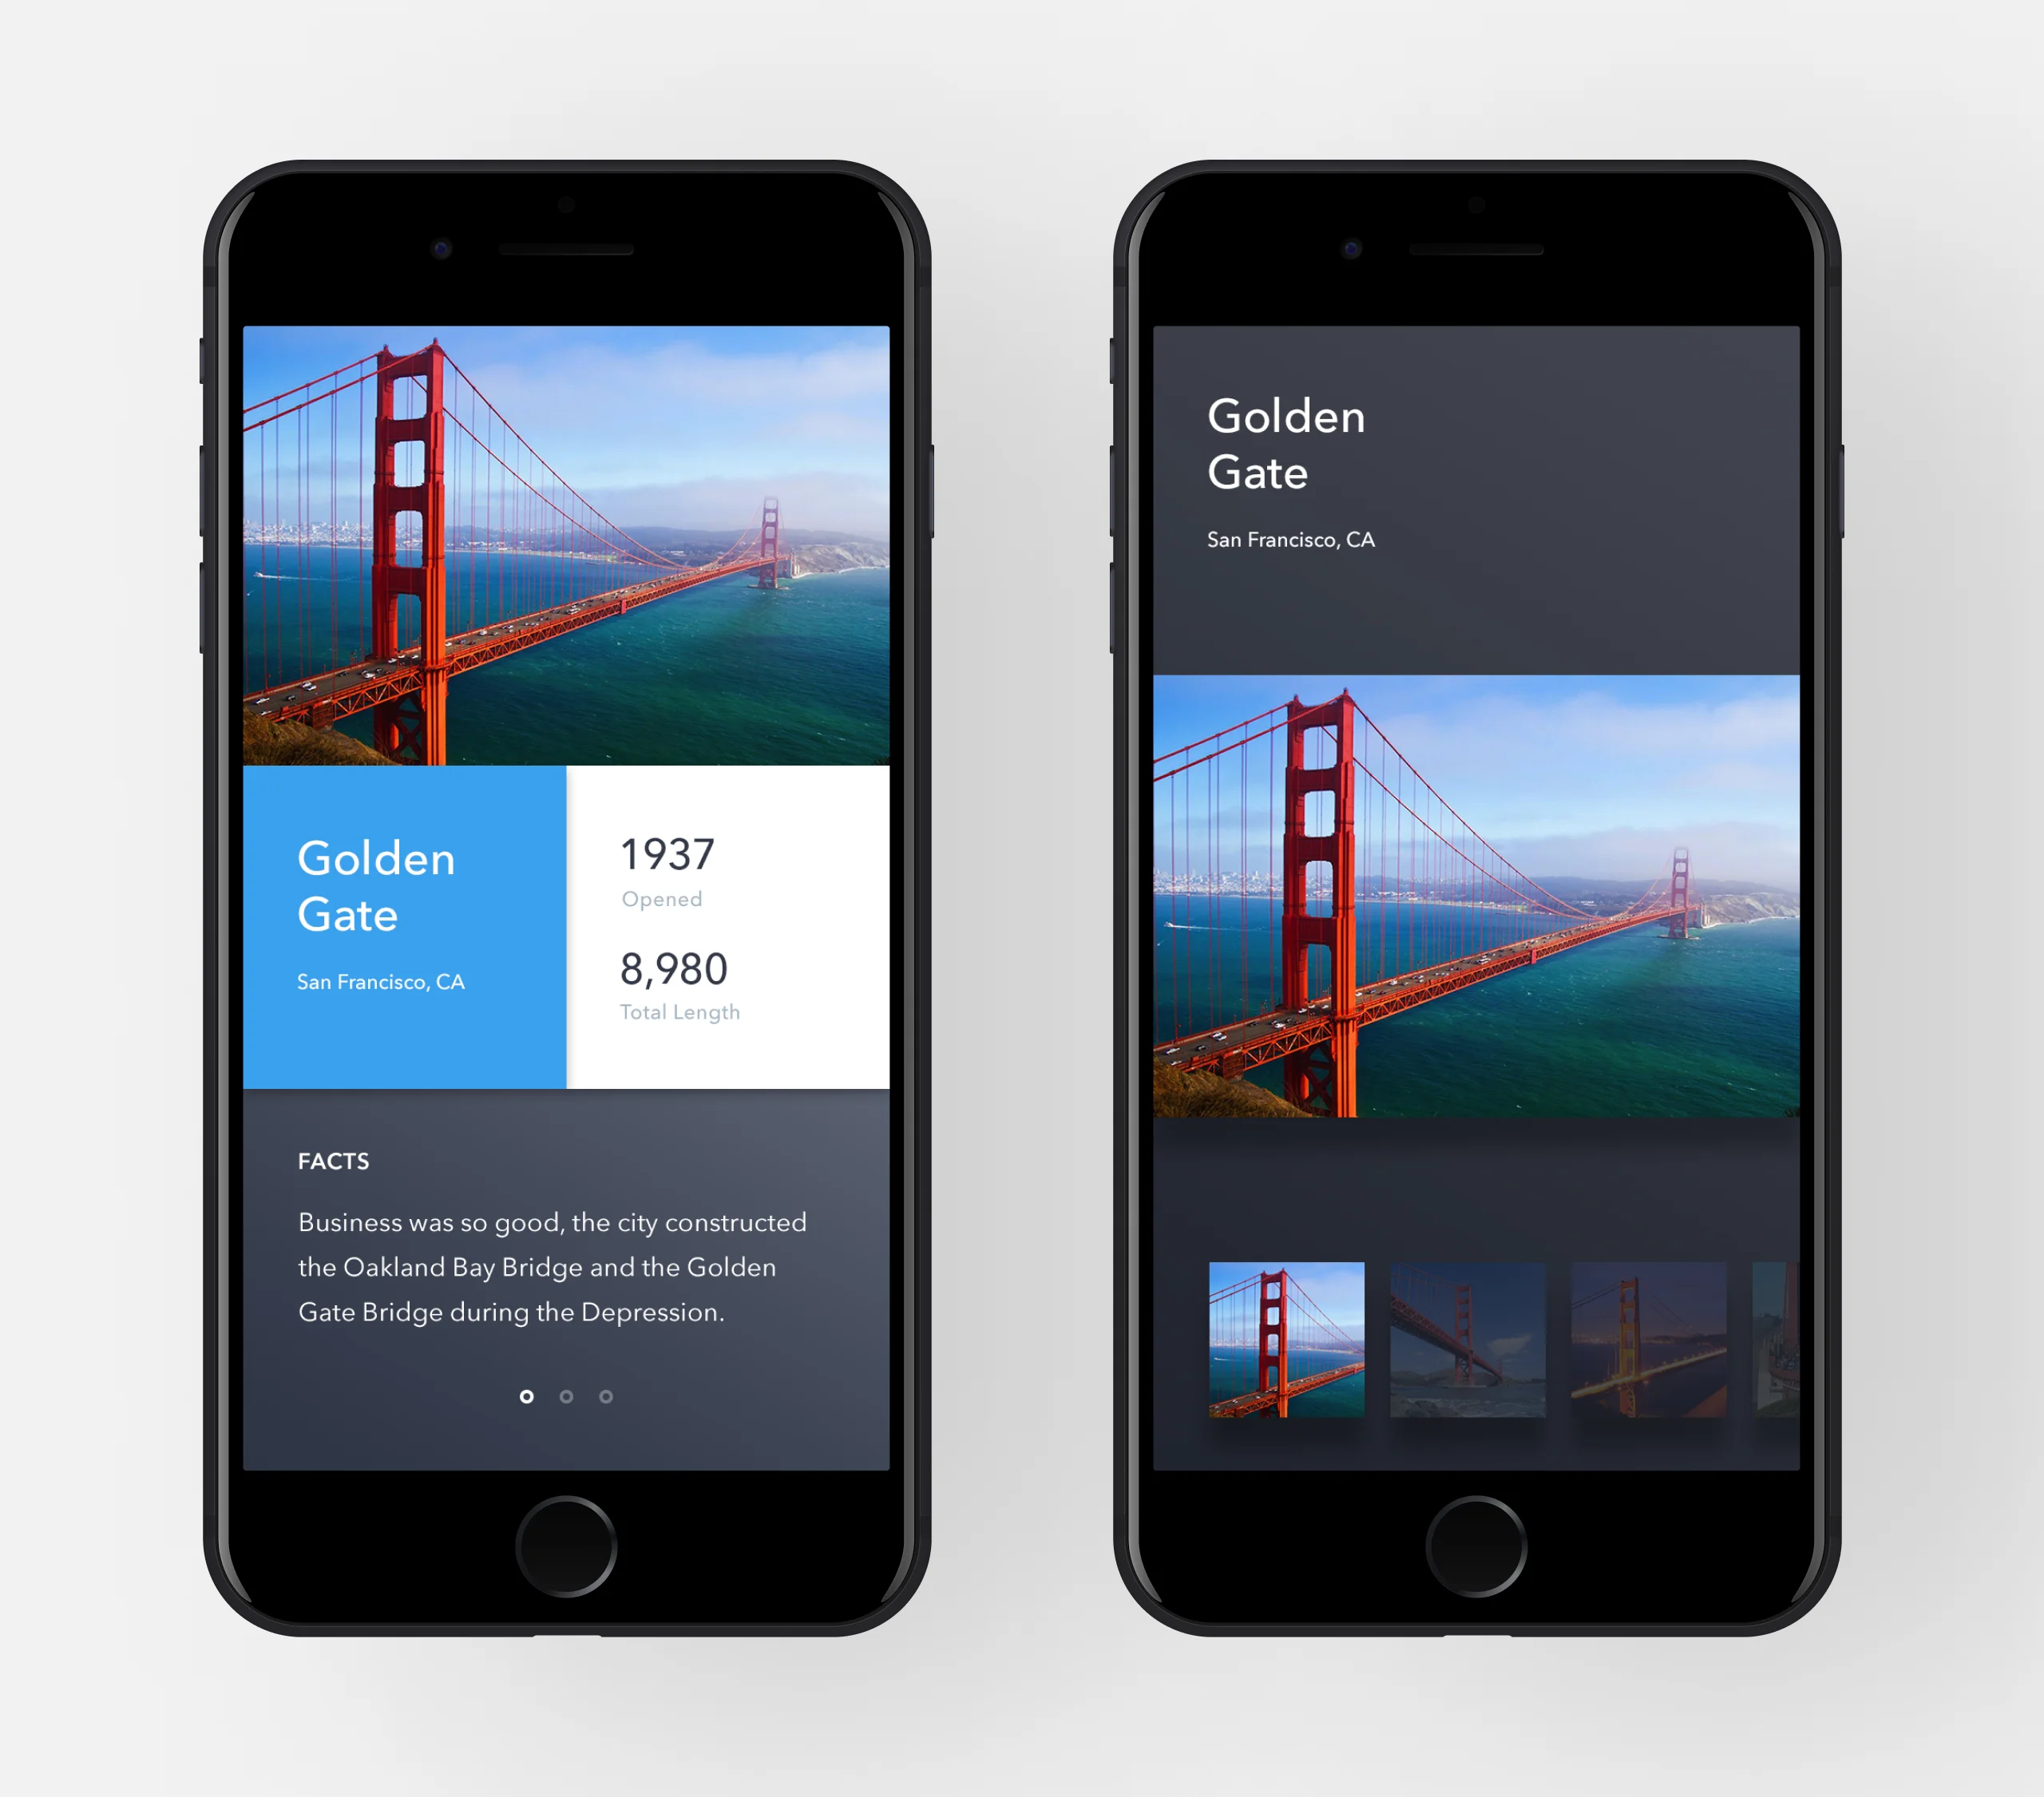 Golden
Gate
San Francisco, CA
1937
Opened
8,980
Total Length
FACTS
Business was so good, the city constructed
the Oakland Bay Bridge and the Golden
Gate Bridge during the Depression.
Golden
Gate
San Francisco, CA